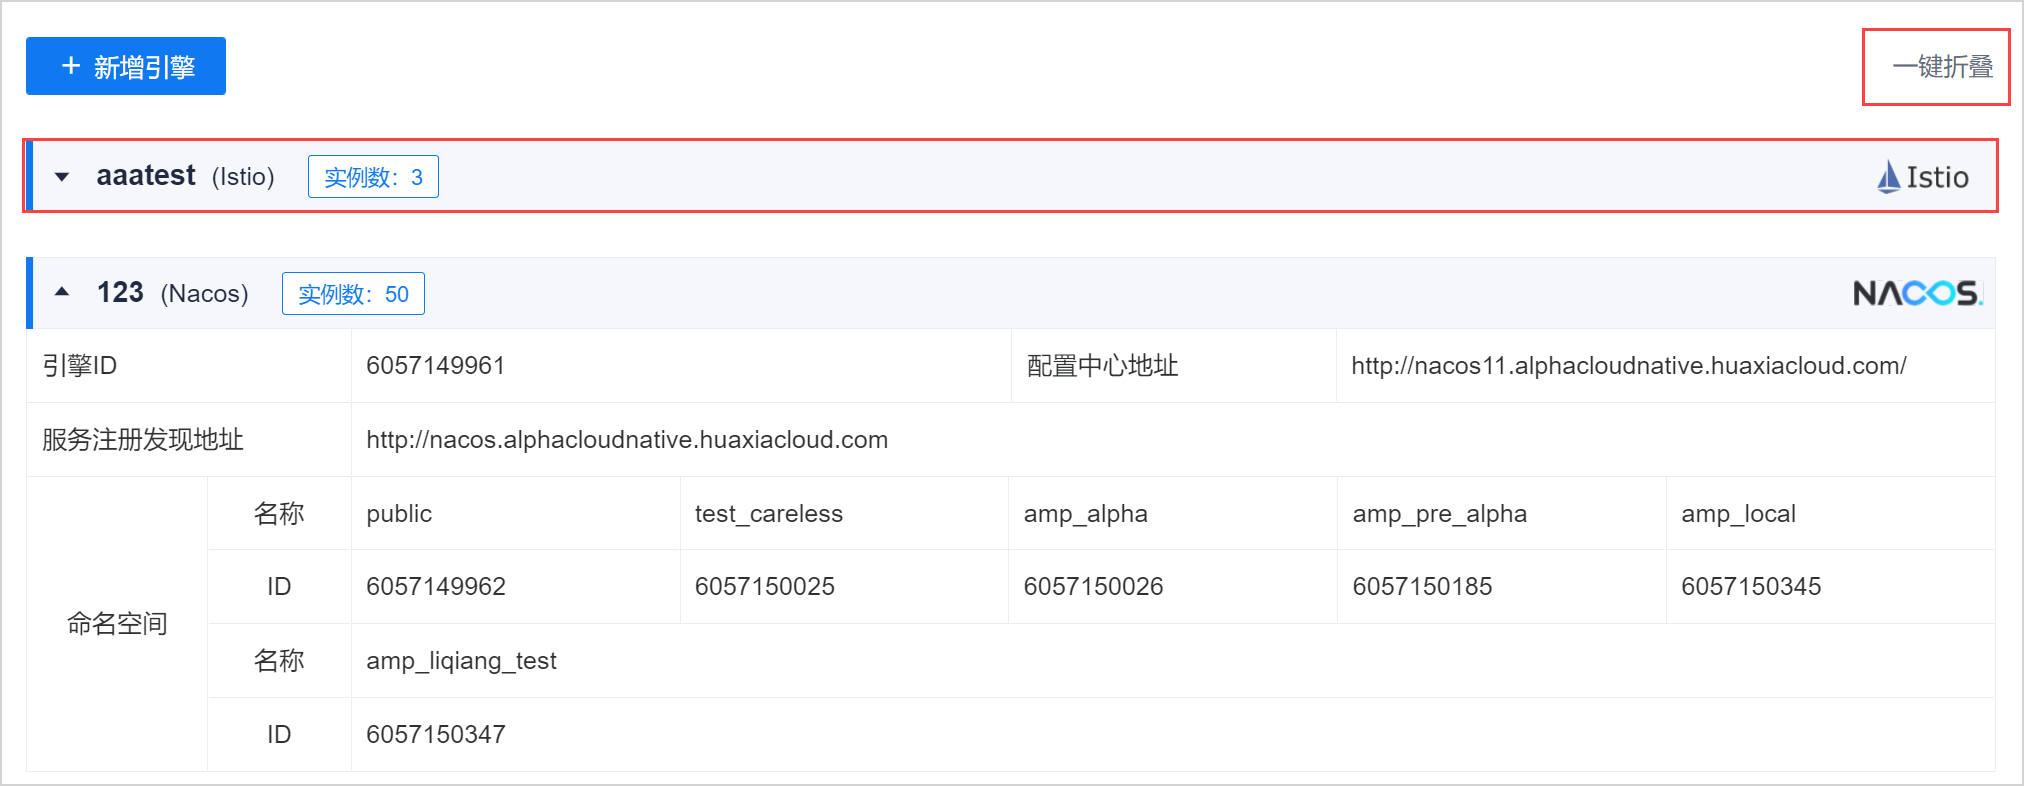 + 新增引擎
一键折叠
aaatest (Istio) 实例数：3 Istio
123 (Nacos) 实例数：50 NACOS.
引擎ID 6057149961 配置中心地址 http://nacos11.alphacloudnative.huaxiacloud.com/
服务注册发现地址 http://nacos.alphacloudnative.huaxiacloud.com
名称 public test_careless amp_alpha amp_pre_alpha amp_local
ID 6057149962 6057150025 6057150026 6057150185 6057150345
命名空间
名称 amp_liqiang_test
ID 6057150347